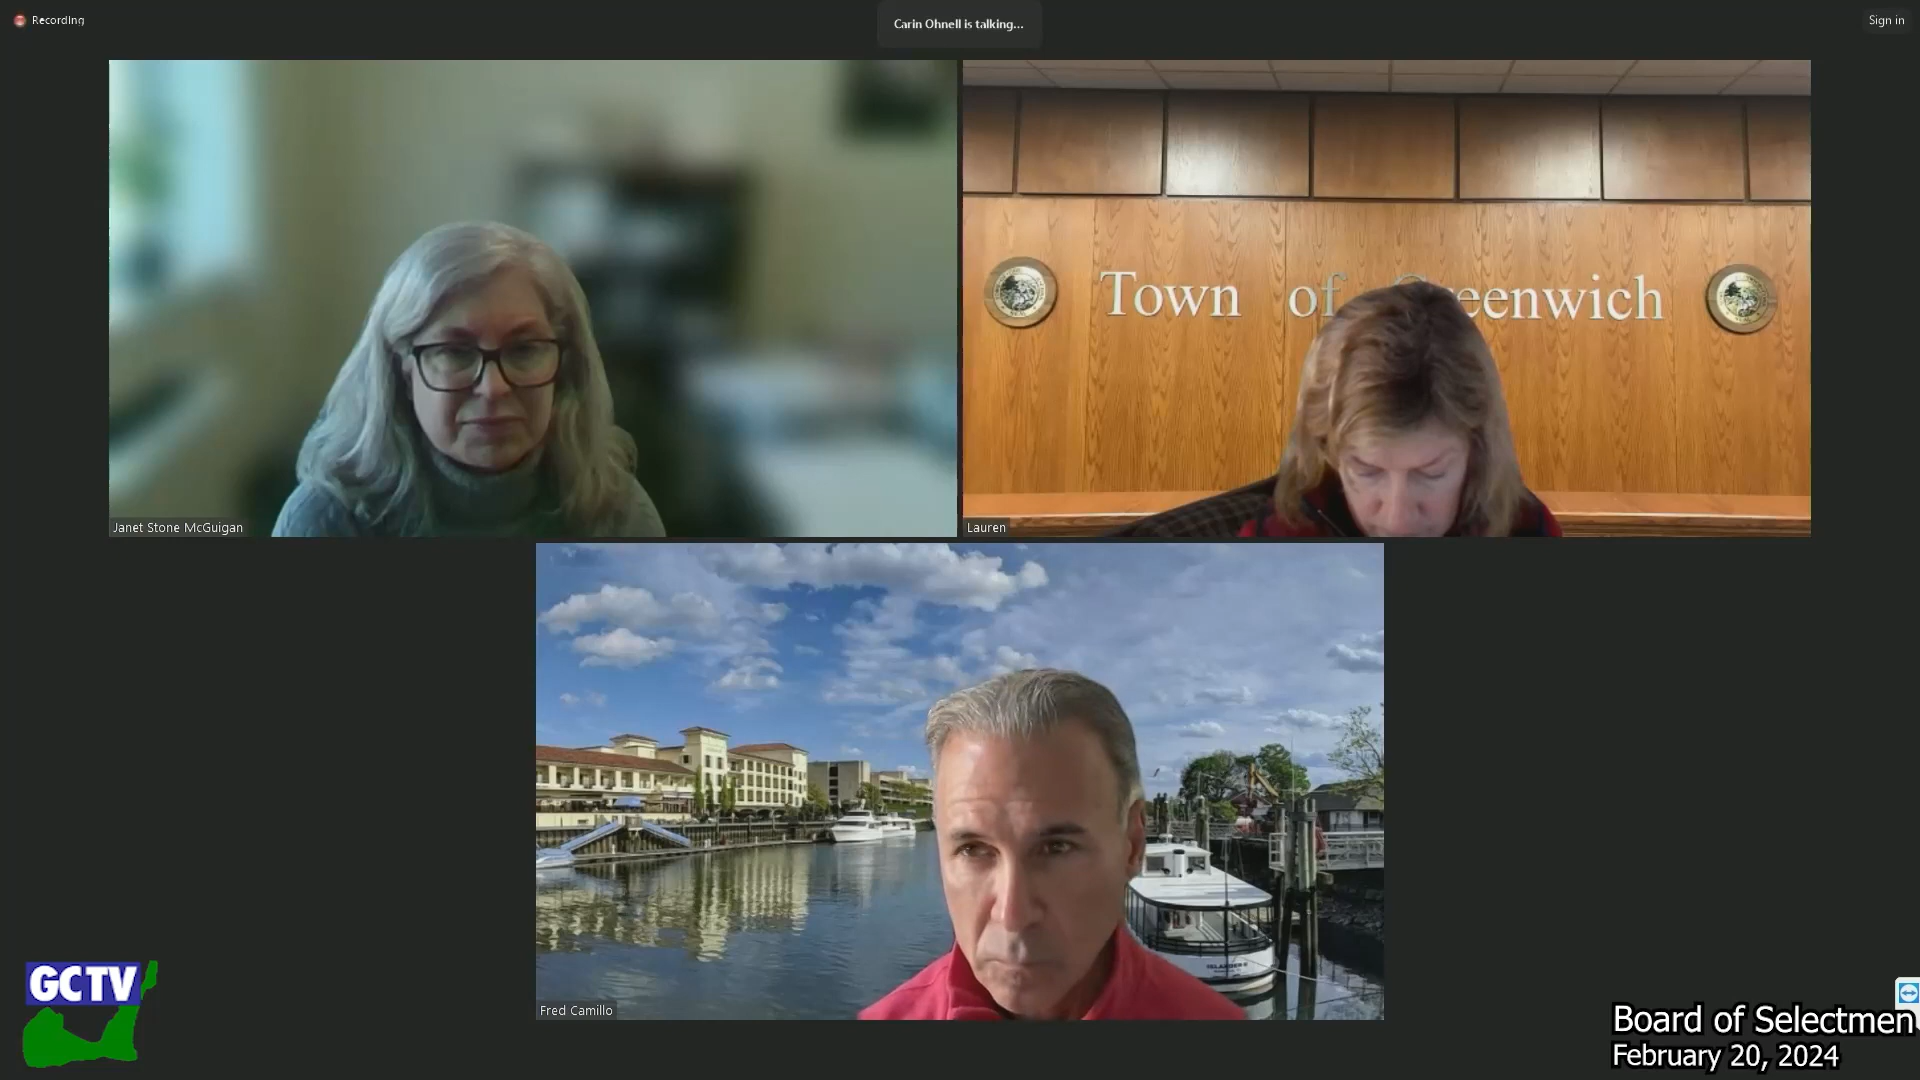 Recording
Carin Ohnell is talking...
Sign in
Town of Greenwich
Janet Stone McGuigan
Lauren
Fred Camillo
GCTV
Board of Selectmen
February 20, 2024